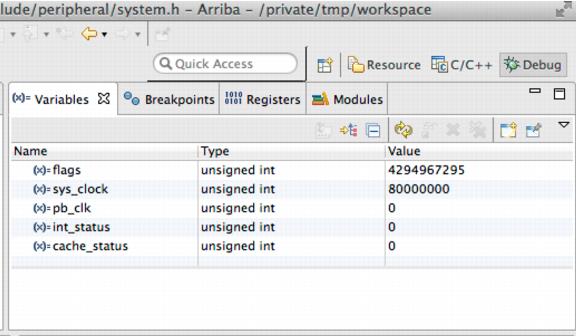 lude/peripheral/system.h – Arriba – /private/tmp/workspace
Quick Access Resource C/C++ Debug
(x)= Variables Breakpoints 1010 0101 Registers Modules
Name Type Value
(x)= flags unsigned int 4294967295
(x)= sys_clock unsigned int 80000000
(x)= pb_clk unsigned int 0
(x)= int_status unsigned int 0
(x)= cache_status unsigned int 0